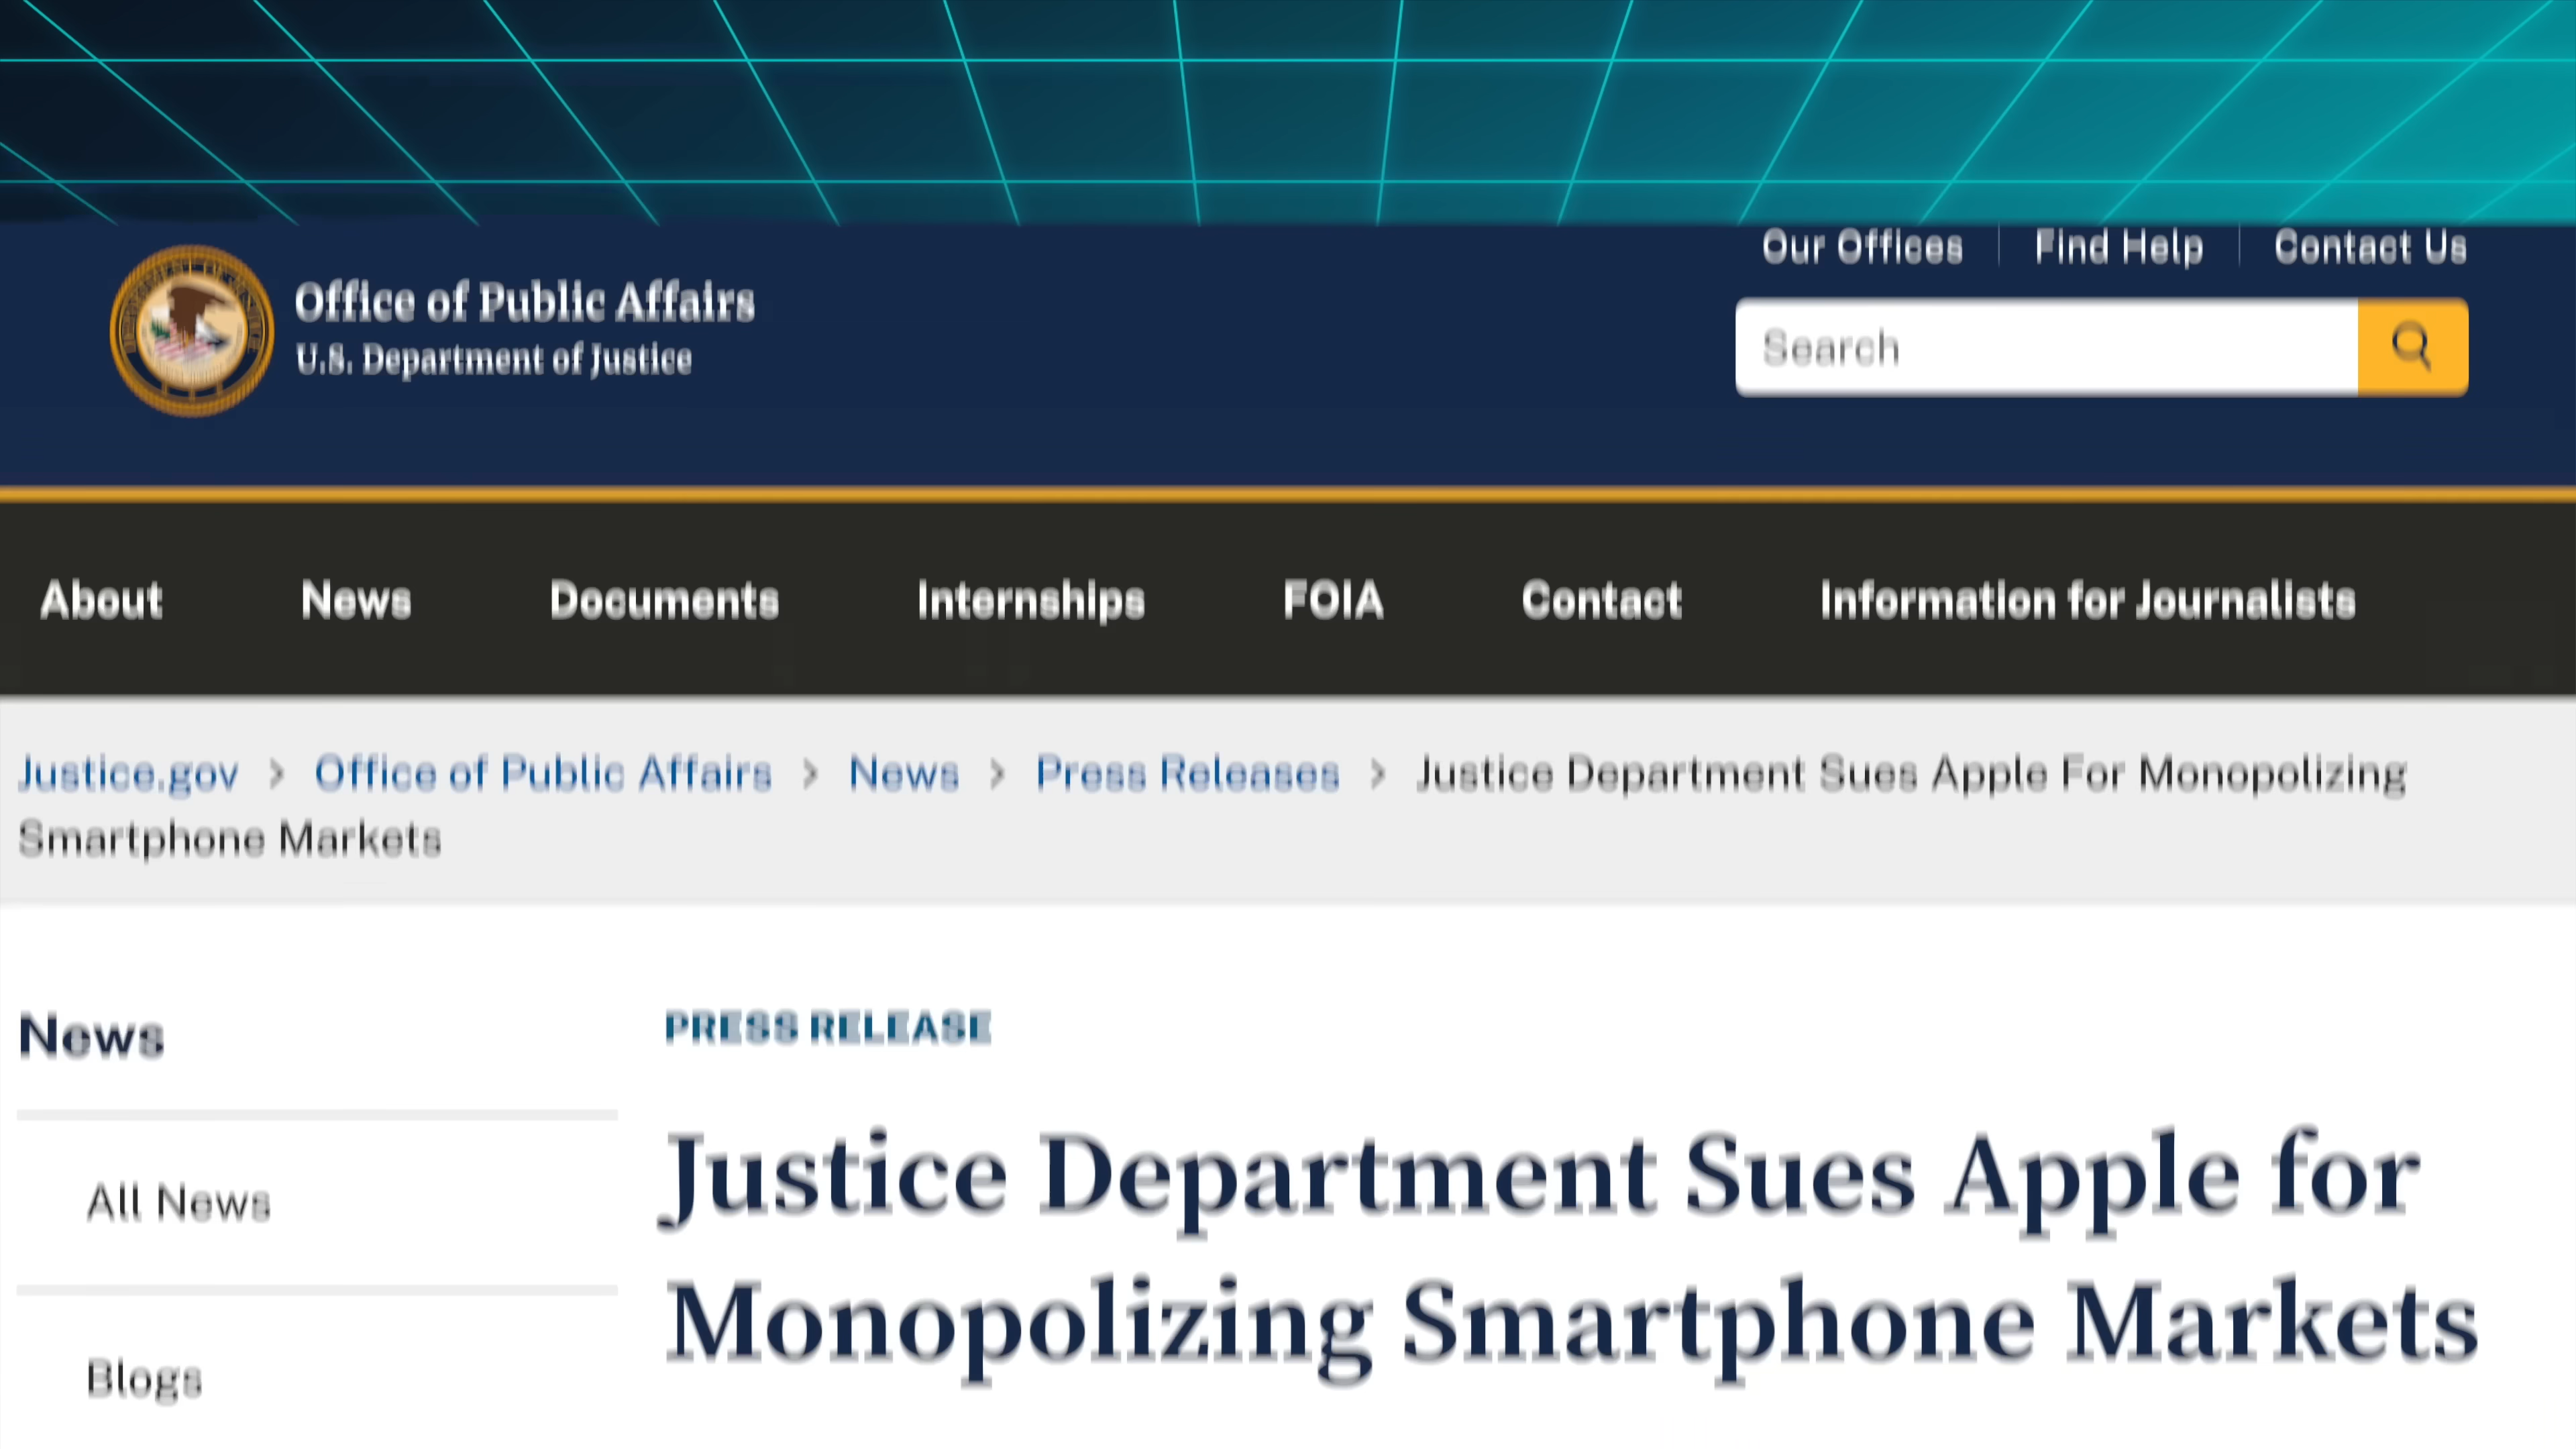 Our Offices
Find Help
Contact Us
Office of Public Affairs
U.S. Department of Justice
Search
About
News
Documents
Internships
FOIA
Contact
Information for Journalists
Justice.gov > Office of Public Affairs > News > Press Releases > Justice Department Sues Apple For Monopolizing
Smartphone Markets
News
All News
Blogs
PRESS RELEASE
Justice Department Sues Apple for
Monopolizing Smartphone Markets